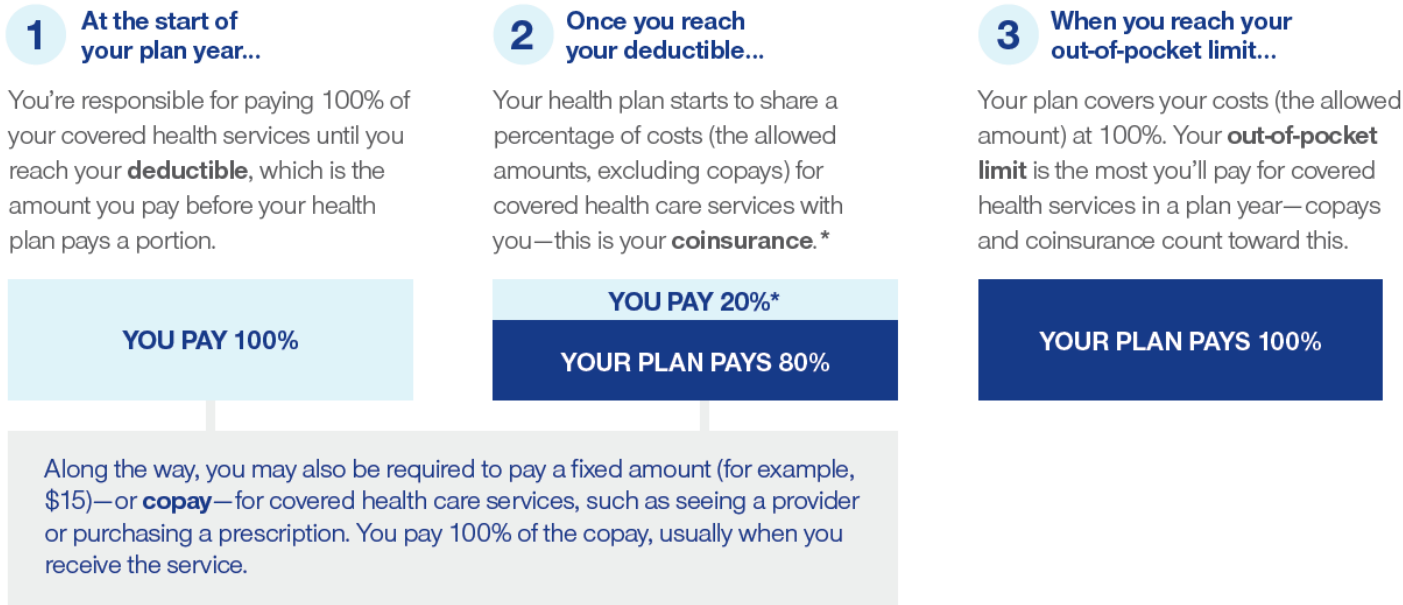 1
At the start of
your plan year...
You’re responsible for paying 100% of
your covered health services until you
reach your deductible, which is the
amount you pay before your health
plan pays a portion.
YOU PAY 100%
2
Once you reach
your deductible...
Your health plan starts to share a
percentage of costs (the allowed
amounts, excluding copays) for
covered health care services with
you—this is your coinsurance.*
YOU PAY 20%*
YOUR PLAN PAYS 80%
3
When you reach your
out-of-pocket limit...
Your plan covers your costs (the allowed
amount) at 100%. Your out-of-pocket
limit is the most you’ll pay for covered
health services in a plan year—copays
and coinsurance count toward this.
YOUR PLAN PAYS 100%
Along the way, you may also be required to pay a fixed amount (for example,
$15)—or copay—for covered health care services, such as seeing a provider
or purchasing a prescription. You pay 100% of the copay, usually when you
receive the service.